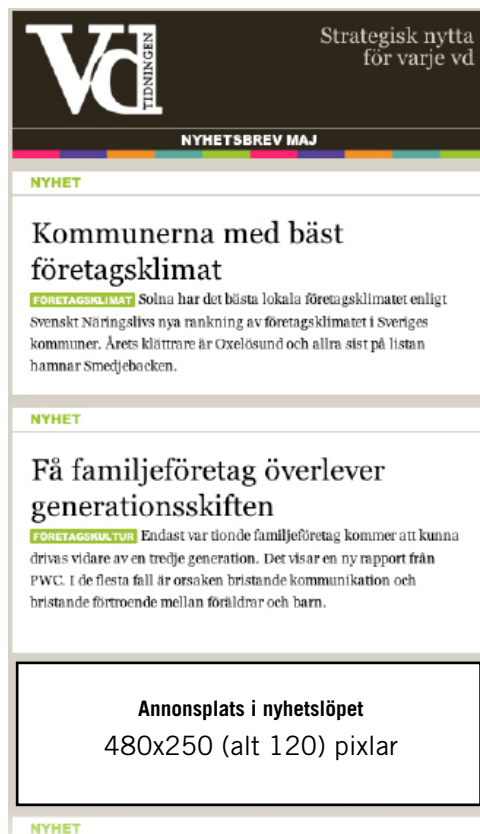 Vd
TIDNINGEN
Strategisk nytta
för varje vd
NYHETSBREV MAJ
NYHET
Kommunerna med bäst
företagsklimat
FÖRETAGSKLIMAT Solna har det bästa lokala företagsklimatet enligt
Svenskt Näringslivs nya rankning av företagsklimatet i Sveriges
kommuner. Årets klättrare är Oxelösund och allra sist på listan
hamnar Smedjebacken.
NYHET
Få familjeföretag överlever
generationsskiften
FÖRETAGSKULTUR Endast var tionde familjeföretag kommer att kunna
drivas vidare av en tredje generation. Det visar en ny rapport från
PWC. I de flesta fall är orsaken bristande kommunikation och
bristande förtroende mellan föräldrar och barn.
Annonsplats i nyhetslöpet
480x250 (alt 120) pixlar
NYHET